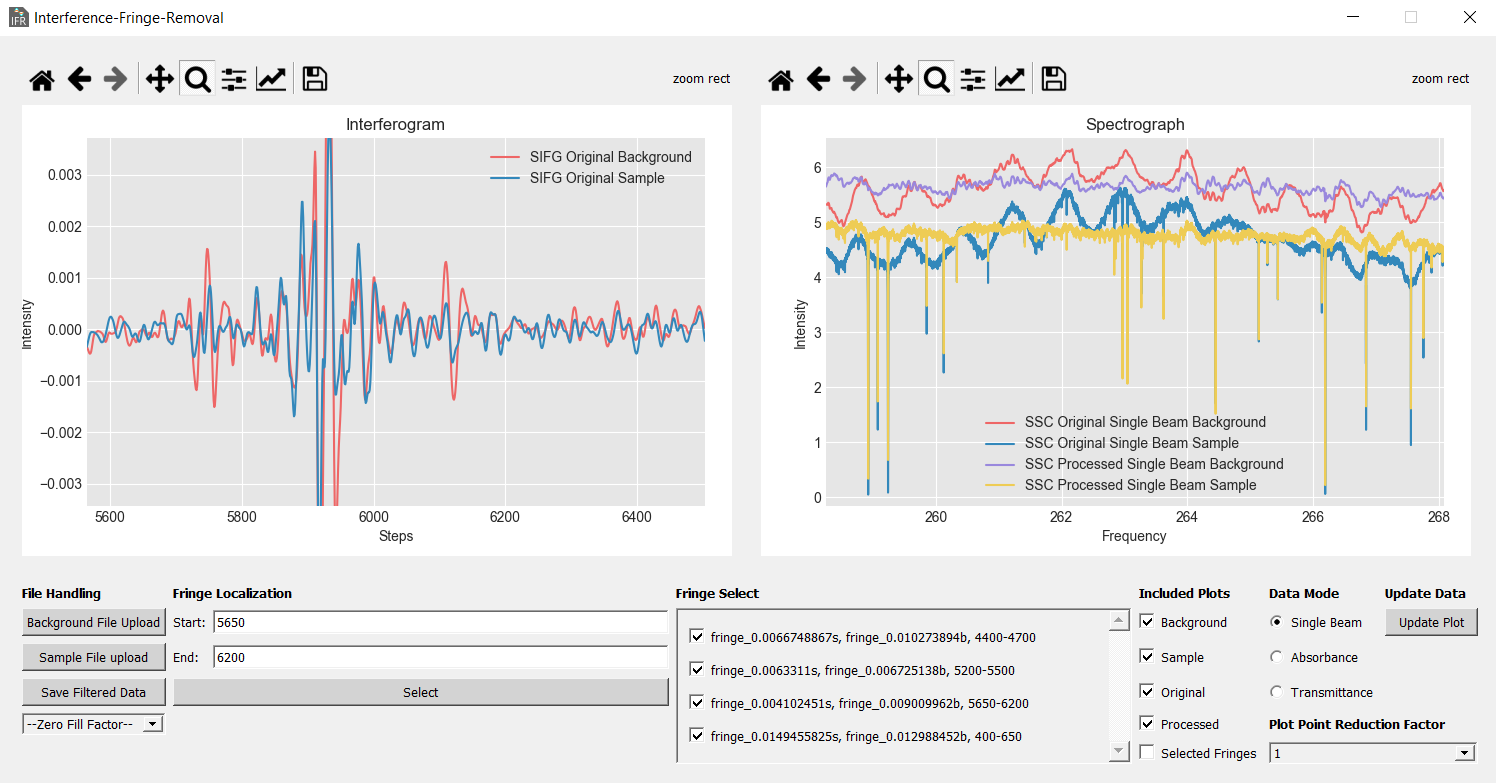 IFR Interference-Fringe-Removal
zoom rect
zoom rect
Interferogram
SIFG Original Background
SIFG Original Sample
0.003
0.002
0.001
0.000
−0.001
−0.002
−0.003
Intensity
5600 5800 6000 6200 6400
Steps
Spectrograph
6
5
4
3
2
1
0
Intensity
SSC Original Single Beam Background
SSC Original Single Beam Sample
SSC Processed Single Beam Background
SSC Processed Single Beam Sample
260 262 264 266 268
Frequency
File Handling
Background File Upload
Sample File upload
Save Filtered Data
--Zero Fill Factor--
Fringe Localization
Start: 5650
End: 6200
Select
Fringe Select
fringe_0.0066748867s, fringe_0.010273894b, 4400-4700
fringe_0.0063311s, fringe_0.006725138b, 5200-5500
fringe_0.004102451s, fringe_0.009009962b, 5650-6200
fringe_0.0149455825s, fringe_0.012988452b, 400-650
Included Plots
Background
Sample
Original
Processed
Selected Fringes
Data Mode
Single Beam
Absorbance
Transmittance
Plot Point Reduction Factor
1
Update Data
Update Plot